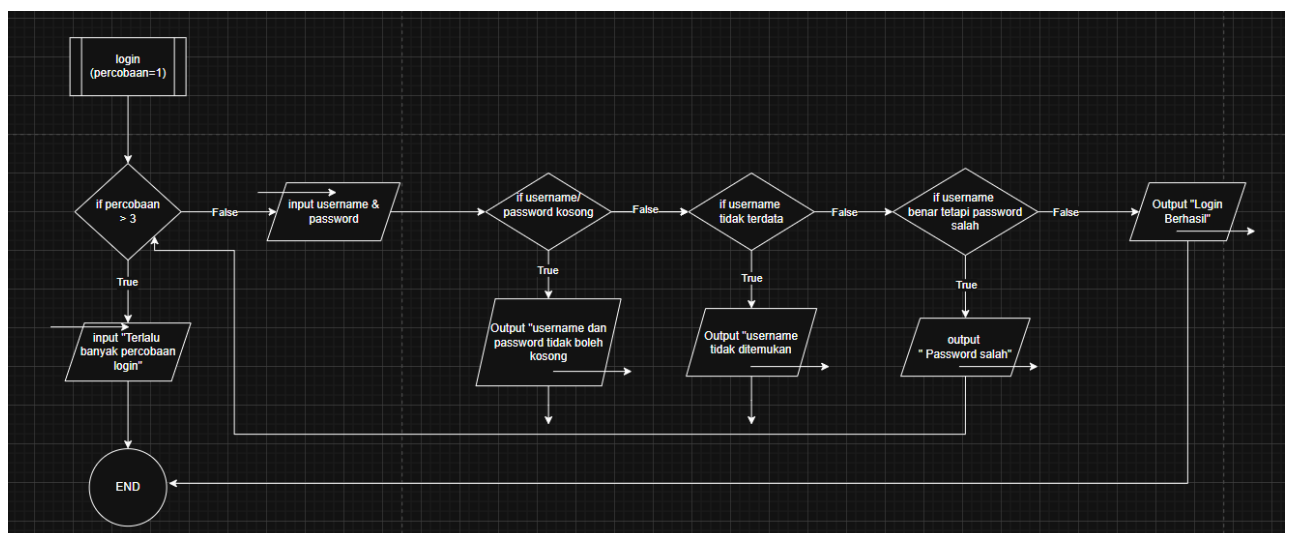 login
(percobaan=1)
if percobaan
> 3
False
input username &
password
if username/
password kosong
False
if username
tidak terdata
False
if username
benar tetapi password
salah
False
Output "Login
Berhasil"
True
True
True
True
input "Terlalu
banyak percobaan
login"
Output "username dan
password tidak boleh
kosong
Output "username
tidak ditemukan
output
" Password salah"
END